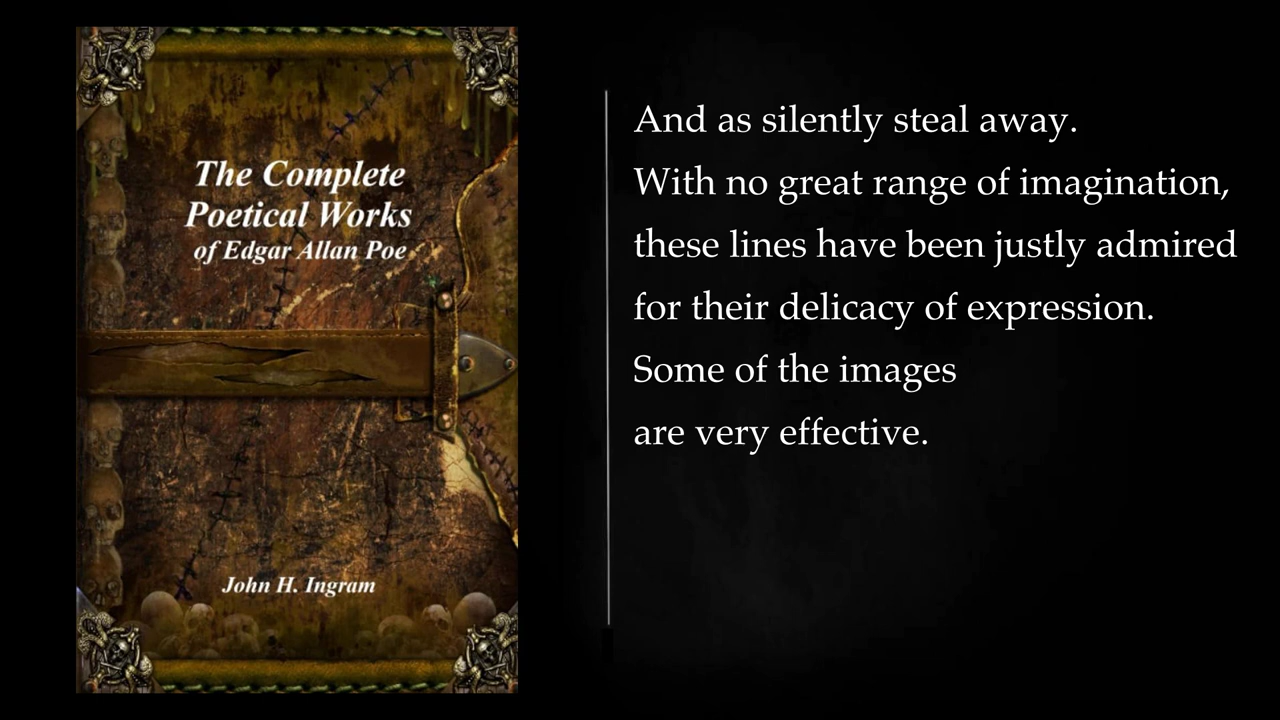 The Complete
Poetical Works
of Edgar Allan Poe
John H. Ingram
And as silently steal away.
With no great range of imagination,
these lines have been justly admired
for their delicacy of expression.
Some of the images
are very effective.